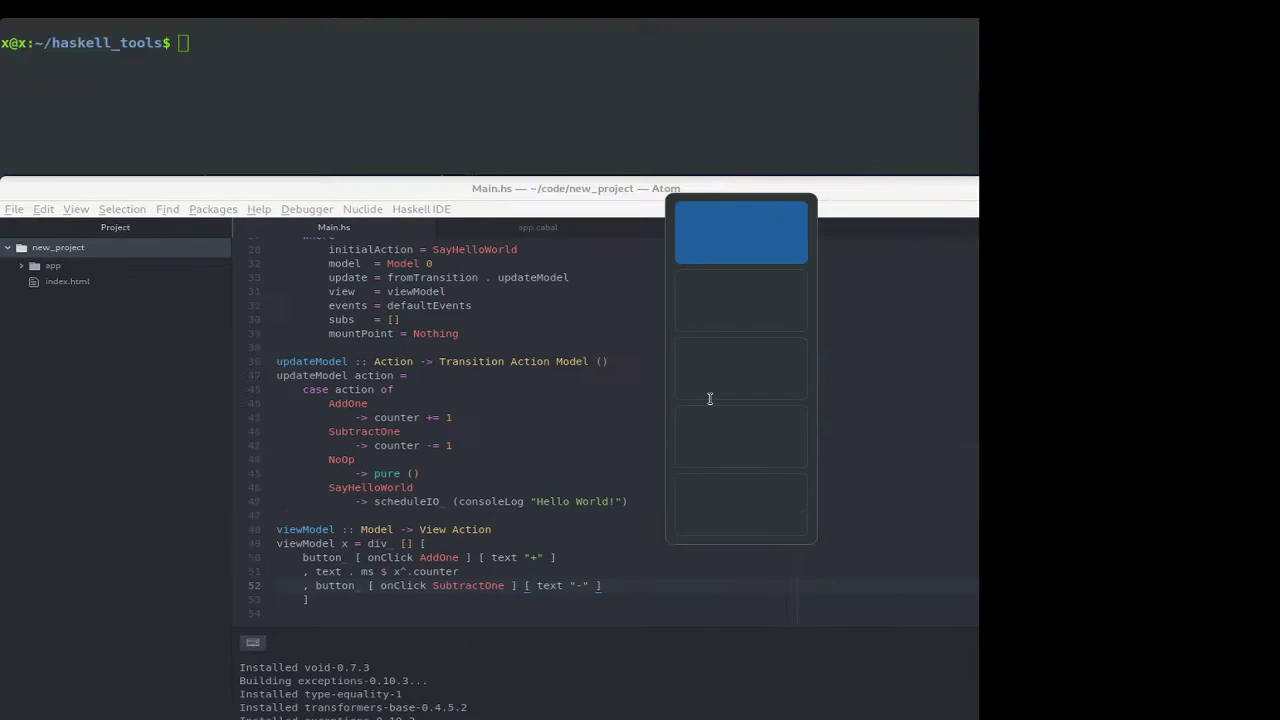 x@x:~/haskell_tools$
Main.hs — ~/code/new_project — Atom
File Edit View Selection Find Packages Help Debugger Nuclide Haskell IDE
Project
Main.hs
app.cabal
new_project
app
index.html
initialAction = SayHelloWorld
model = Model 0
update = fromTransition . updateModel
view = viewModel
events = defaultEvents
subs = []
mountPoint = Nothing
updateModel :: Action -> Transition Action Model ()
updateModel action =
case action of
AddOne
-> counter += 1
SubtractOne
-> counter -= 1
NoOp
-> pure ()
SayHelloWorld
-> scheduleIO_ (consoleLog "Hello World!")
viewModel :: Model -> View Action
viewModel x = div_ [] [
button_ [ onClick AddOne ] [ text "+" ]
, text . ms $ x^.counter
52 , button_ [ onClick SubtractOne ] [ text "-" ]
53 ]
54
Installed void-0.7.3
Building exceptions-0.10.3...
Installed type-equality-1
Installed transformers-base-0.4.5.2